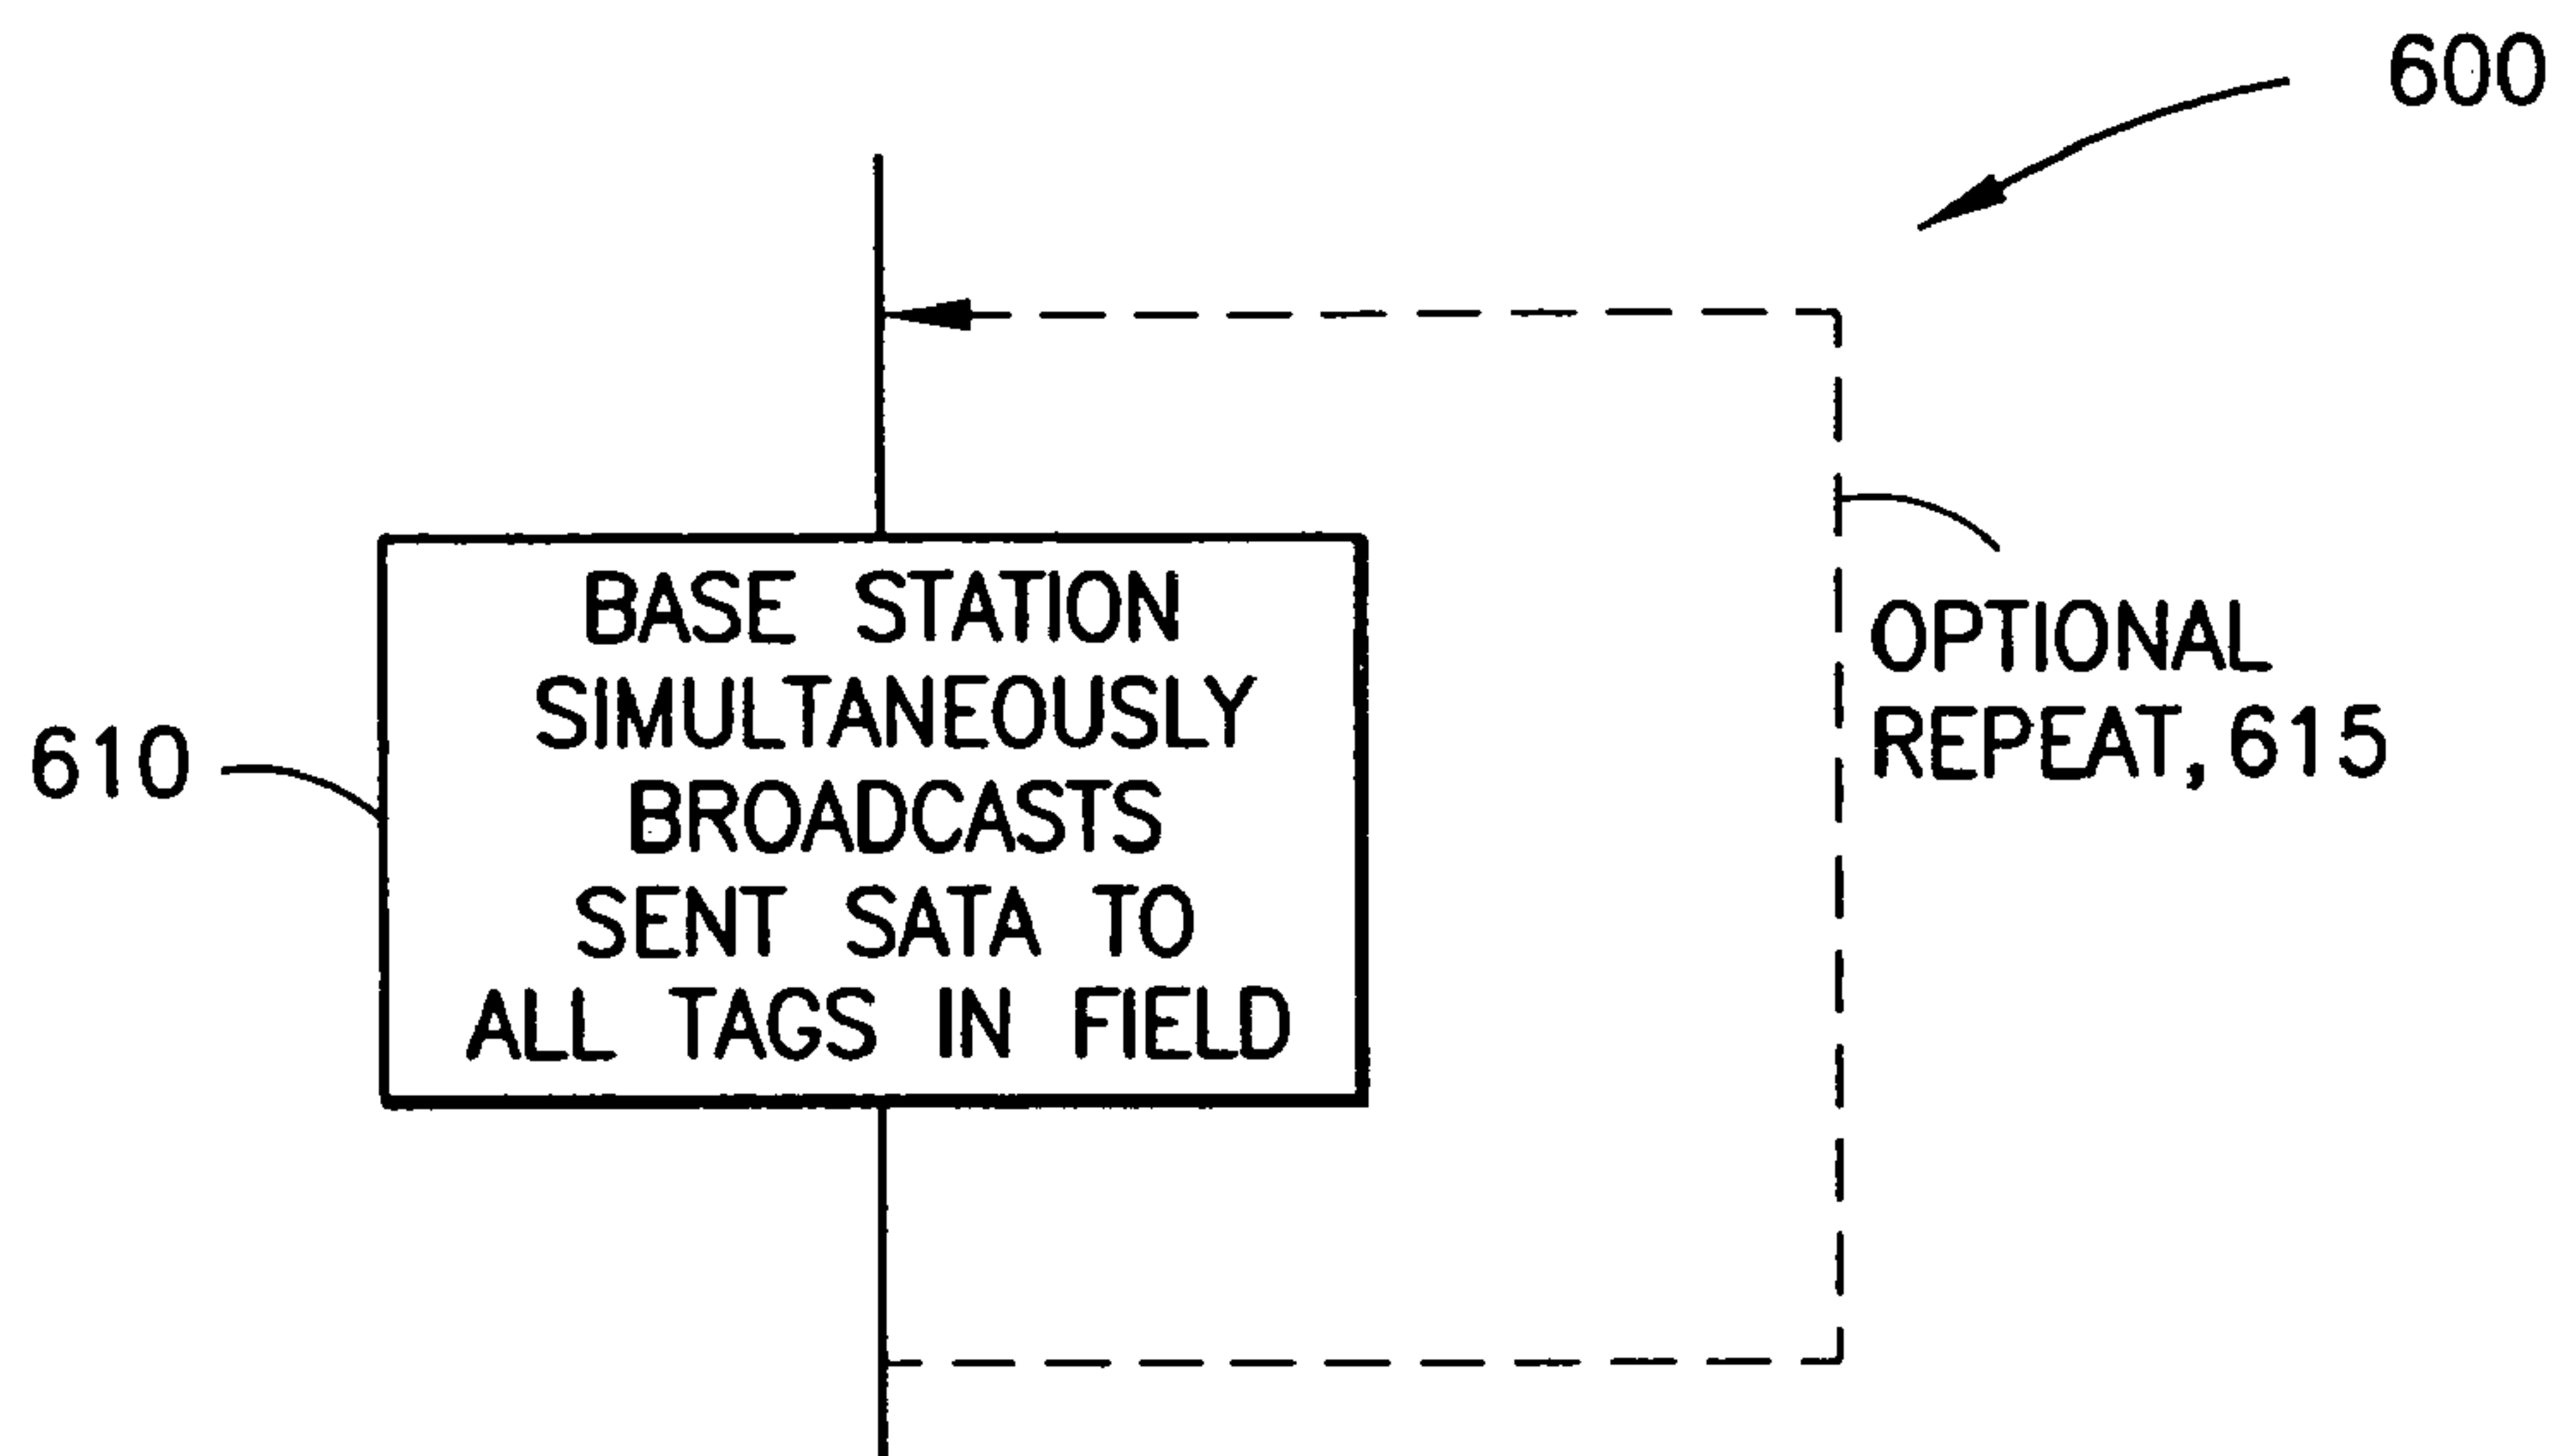 600
BASE STATION
SIMULTANEOUSLY
BROADCASTS
SENT SATA TO
ALL TAGS IN FIELD
610
OPTIONAL
REPEAT, 615